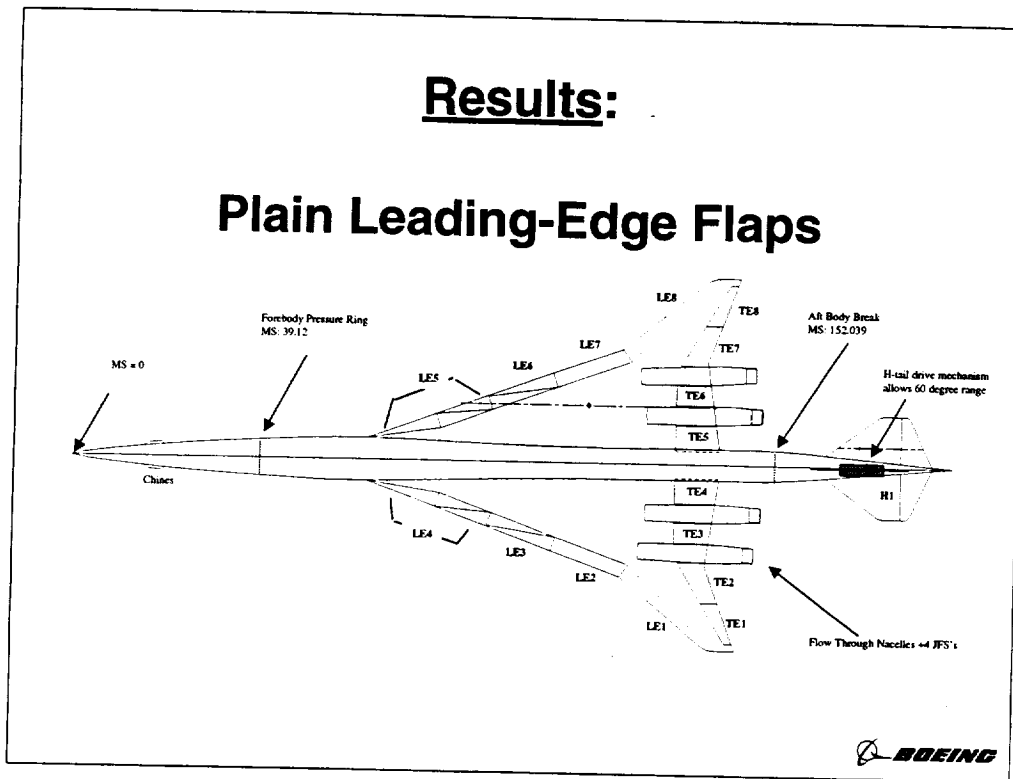 Results:
Plain Leading-Edge Flaps
LE8
TE8
Forebody Pressure Ring
MS: 39.12
Aft Body Break
MS: 152.039
LE7
TE7
MS = 0
LE6
LE5
H-tail drive mechanism
allows 60 degree range
TE6
TE5
Chines
TE4
H1
LE4
TE3
LE3
LE2
TE2
LE1
TE1
Flow Through Nacelles +4 JFS's
BOEING